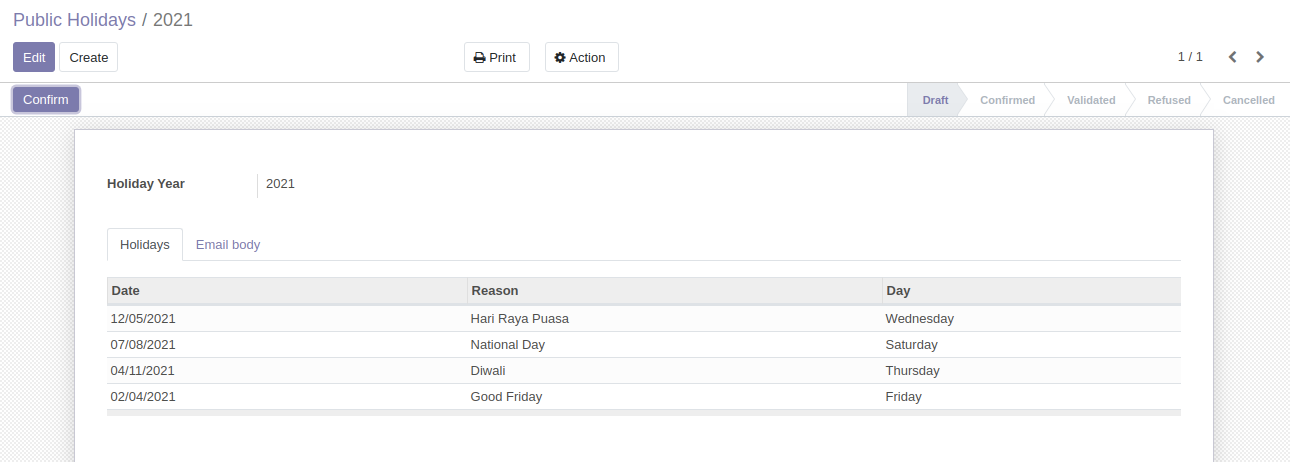 Public Holidays / 2021
Edit Create Print Action 1 / 1
Confirm Draft Confirmed Validated Refused Cancelled
Holiday Year 2021
Holidays Email body
Date Reason Day
12/05/2021 Hari Raya Puasa Wednesday
07/08/2021 National Day Saturday
04/11/2021 Diwali Thursday
02/04/2021 Good Friday Friday